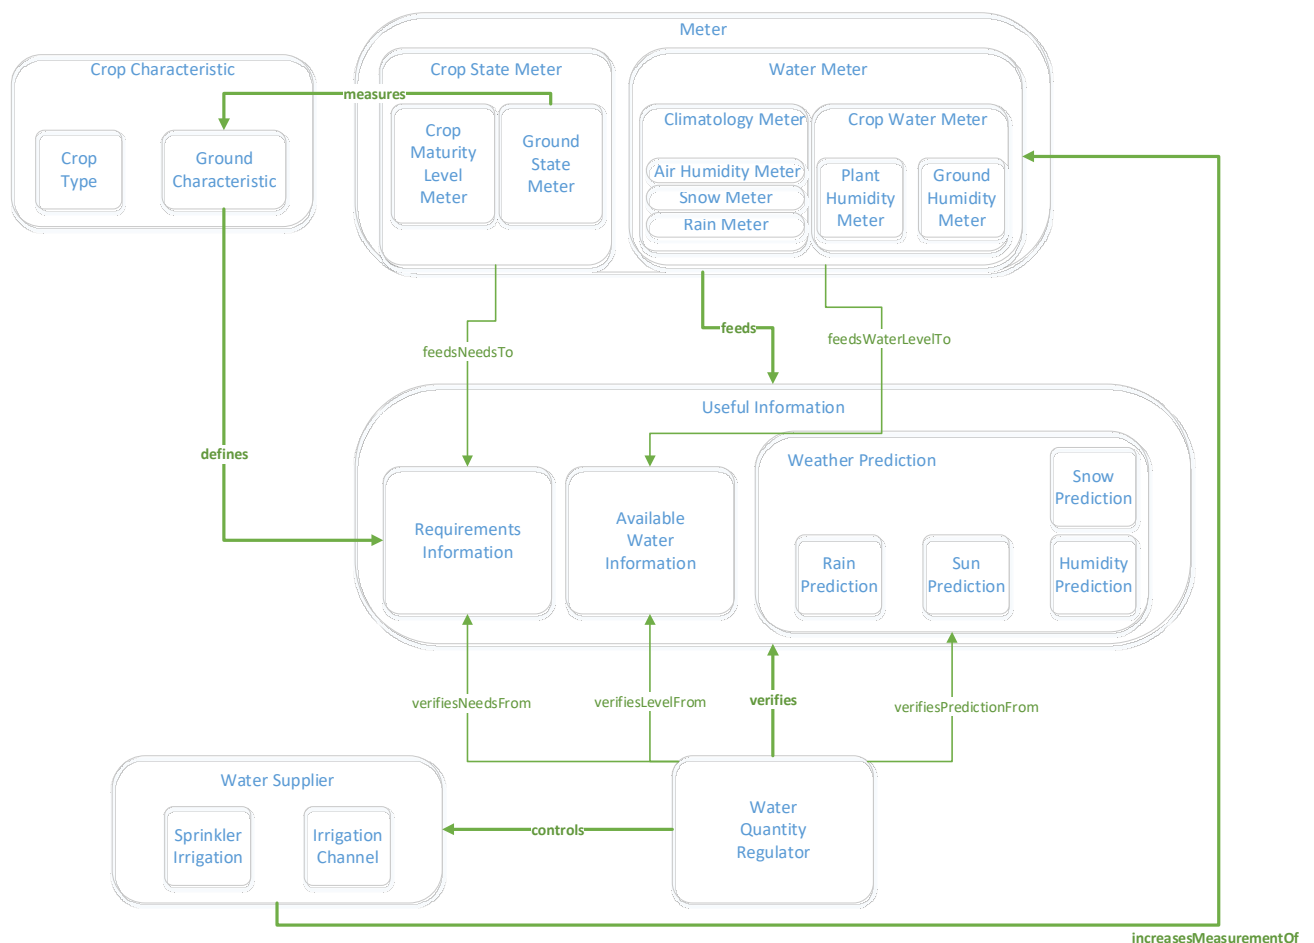 Meter
Crop Characteristic
Crop State Meter
Water Meter
measures
Climatology Meter
Crop Water Meter
Crop
Maturity
Level
Meter
Ground
State
Meter
Crop
Type
Ground
Characteristic
Air Humidity Meter
Snow Meter
Rain Meter
Plant
Humidity
Meter
Ground
Humidity
Meter
feeds
feedsWaterLevelTo
feedsNeedsTo
Useful Information
defines
Weather Prediction
Snow
Prediction
Requirements
Information
Available
Water
Information
Rain
Prediction
Sun
Prediction
Humidity
Prediction
verifiesNeedsFrom
verifiesLevelFrom
verifies
verifiesPredictionFrom
Water Supplier
Sprinkler
Irrigation
Irrigation
Channel
controls
Water
Quantity
Regulator
increasesMeasurementOf